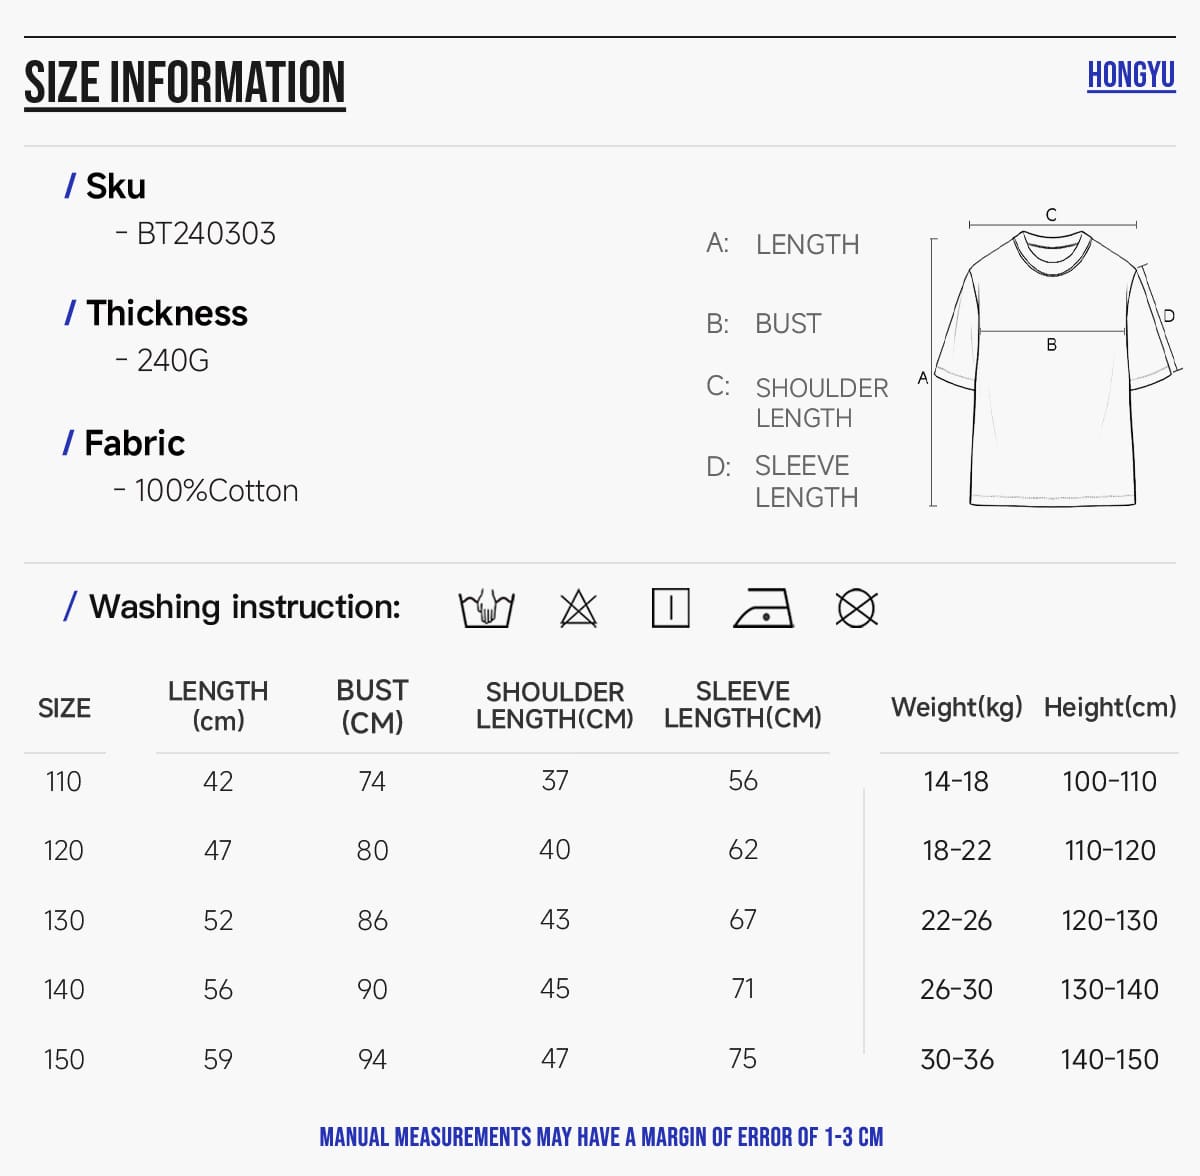 SIZE INFORMATION
HONGYU
/ Sku
- BT240303
/ Thickness
- 240G
/ Fabric
- 100%Cotton
A: LENGTH
B: BUST
C: SHOULDER
LENGTH
D: SLEEVE
LENGTH
C
D
B
A
/ Washing instruction:
SIZE LENGTH (cm) BUST (CM) SHOULDER LENGTH(CM) SLEEVE LENGTH(CM) Weight(kg) Height(cm)
110 42 74 37 56 14-18 100-110
120 47 80 40 62 18-22 110-120
130 52 86 43 67 22-26 120-130
140 56 90 45 71 26-30 130-140
150 59 94 47 75 30-36 140-150
MANUAL MEASUREMENTS MAY HAVE A MARGIN OF ERROR OF 1-3 CM